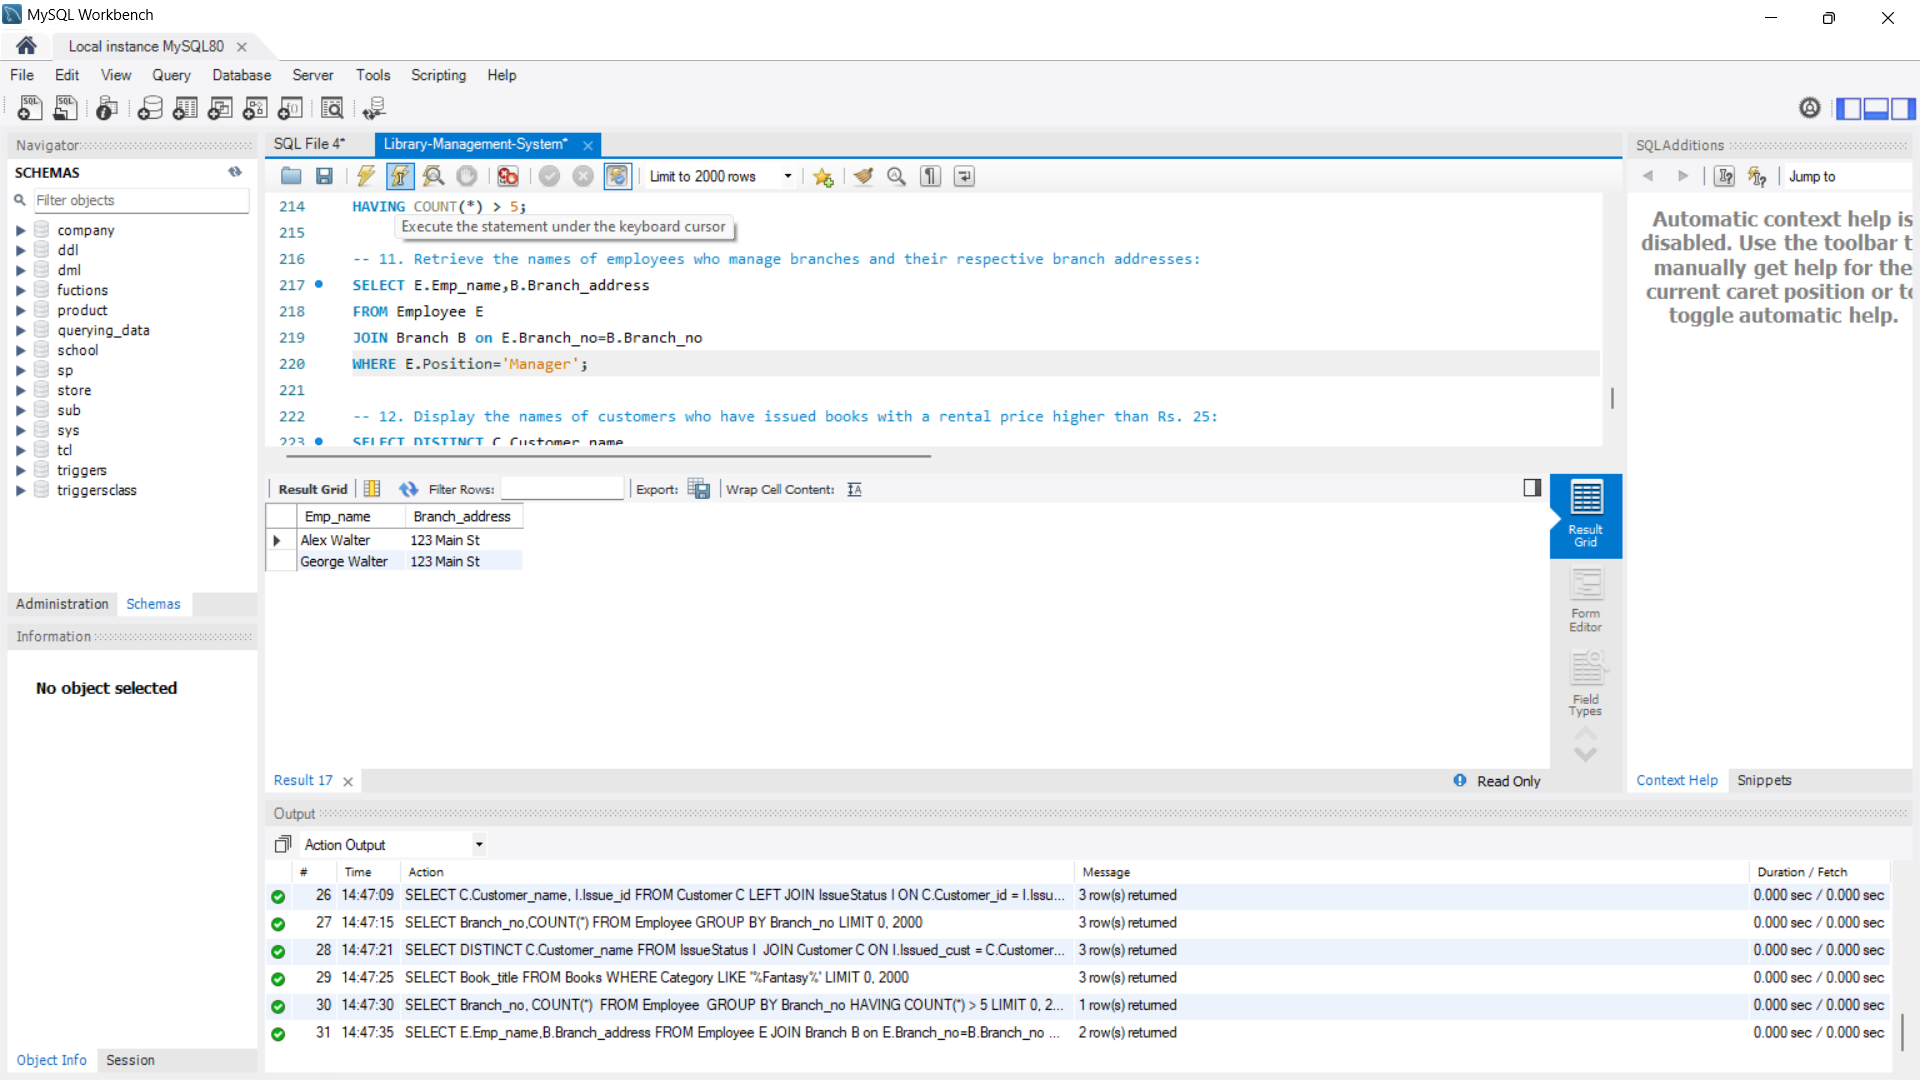 MySQL Workbench
Local instance MySQL80
File Edit View Query Database Server Tools Scripting Help
Navigator
SCHEMAS
Filter objects
company
ddl
dml
fuctions
product
querying_data
school
sp
store
sub
sys
tcl
triggers
triggersclass
Administration Schemas
Information
No object selected
Object Info Session
SQL File 4* Library-Management-System*
Limit to 2000 rows
214 HAVING COUNT(*) > 5;
Execute the statement under the keyboard cursor
215
216 -- 11. Retrieve the names of employees who manage branches and their respective branch addresses:
217 SELECT E.Emp_name,B.Branch_address
218 FROM Employee E
219 JOIN Branch B on E.Branch_no=B.Branch_no
220 WHERE E.Position='Manager';
221
222 -- 12. Display the names of customers who have issued books with a rental price higher than Rs. 25:
223 SELECT DISTINCT C.Customer_name
Result Grid Filter Rows: Export: Wrap Cell Content:
Emp_name Branch_address
Alex Walter 123 Main St
George Walter 123 Main St
Result Grid
Form Editor
Field Types
Result 17 Read Only
SQLAdditions
Jump to
Automatic context help is
disabled. Use the toolbar t
manually get help for the
current caret position or to
toggle automatic help.
Context Help Snippets
Output
Action Output
# Time Action Message Duration / Fetch
26 14:47:09 SELECT C.Customer_name, I.Issue_id FROM Customer C LEFT JOIN IssueStatus I ON C.Customer_id = I.Issu... 3 row(s) returned 0.000 sec / 0.000 sec
27 14:47:15 SELECT Branch_no,COUNT(*) FROM Employee GROUP BY Branch_no LIMIT 0, 2000 3 row(s) returned 0.000 sec / 0.000 sec
28 14:47:21 SELECT DISTINCT C.Customer_name FROM IssueStatus I JOIN Customer C ON I.Issued_cust = C.Customer... 3 row(s) returned 0.000 sec / 0.000 sec
29 14:47:25 SELECT Book_title FROM Books WHERE Category LIKE '%Fantasy%' LIMIT 0, 2000 3 row(s) returned 0.000 sec / 0.000 sec
30 14:47:30 SELECT Branch_no, COUNT(*) FROM Employee GROUP BY Branch_no HAVING COUNT(*) > 5 LIMIT 0, 2... 1 row(s) returned 0.000 sec / 0.000 sec
31 14:47:35 SELECT E.Emp_name,B.Branch_address FROM Employee E JOIN Branch B on E.Branch_no=B.Branch_no ... 2 row(s) returned 0.000 sec / 0.000 sec